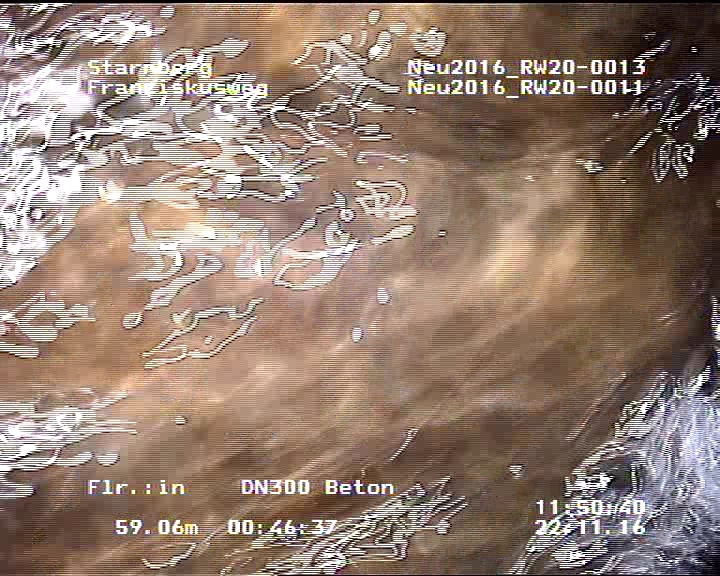 Starnberg
Franziskusweg
Neu2016_RW20-0013
Neu2016_RW20-0011
Flr.:in DN300 Beton
59.06m 00:46:37
11:50:40
22.11.16